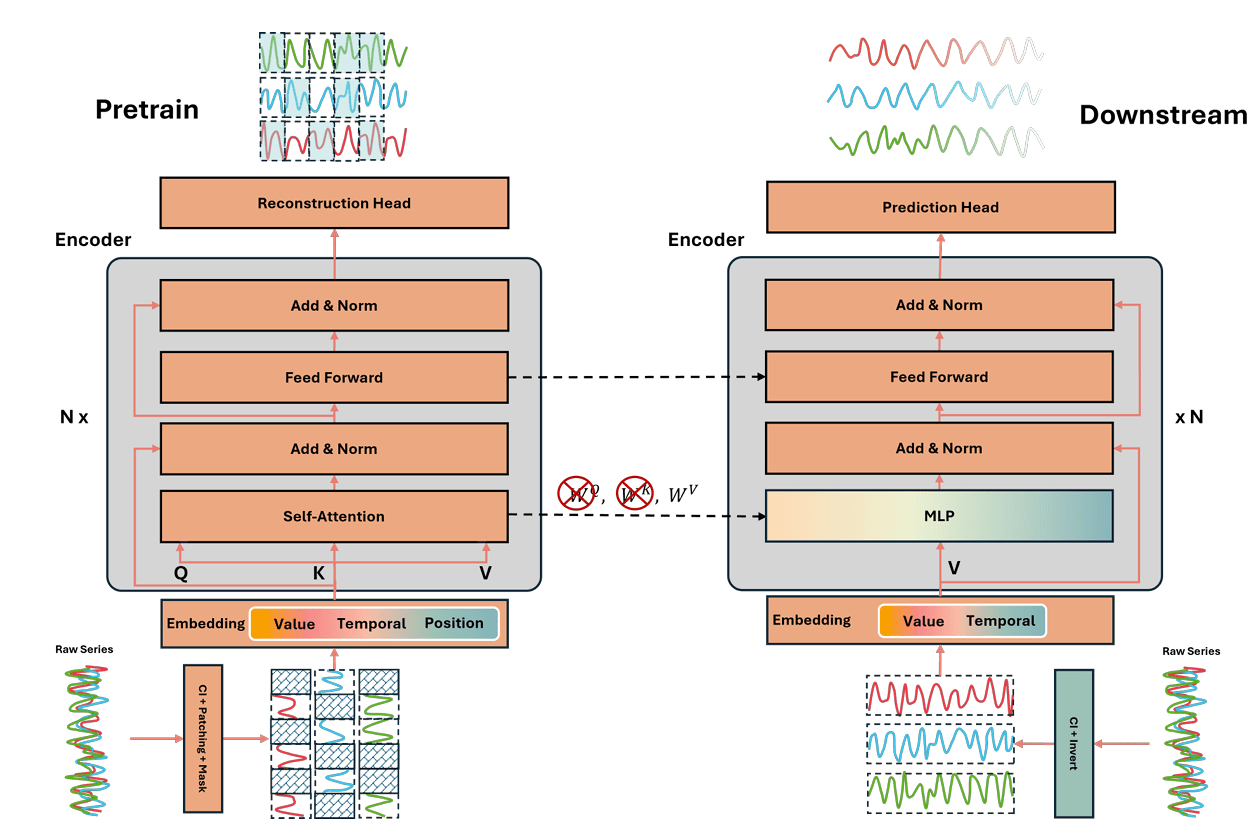 Pretrain
Downstream
Reconstruction Head
Prediction Head
Encoder
Encoder
Add & Norm
Add & Norm
Feed Forward
Feed Forward
N x
x N
Add & Norm
Add & Norm
W^Q, W^K, W^V
Self-Attention
MLP
Q K V
V
Embedding Value Temporal Position
Embedding Value Temporal
Raw Series
Raw Series
CI + Patching + Mask
CI + Invert